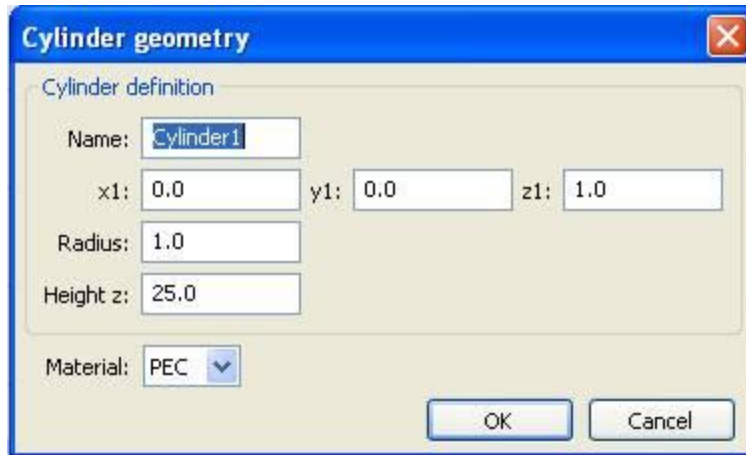 Cylinder geometry
Cylinder definition
Name: Cylinder1
x1: 0.0 y1: 0.0 z1: 1.0
Radius: 1.0
Height z: 25.0
Material: PEC
OK Cancel